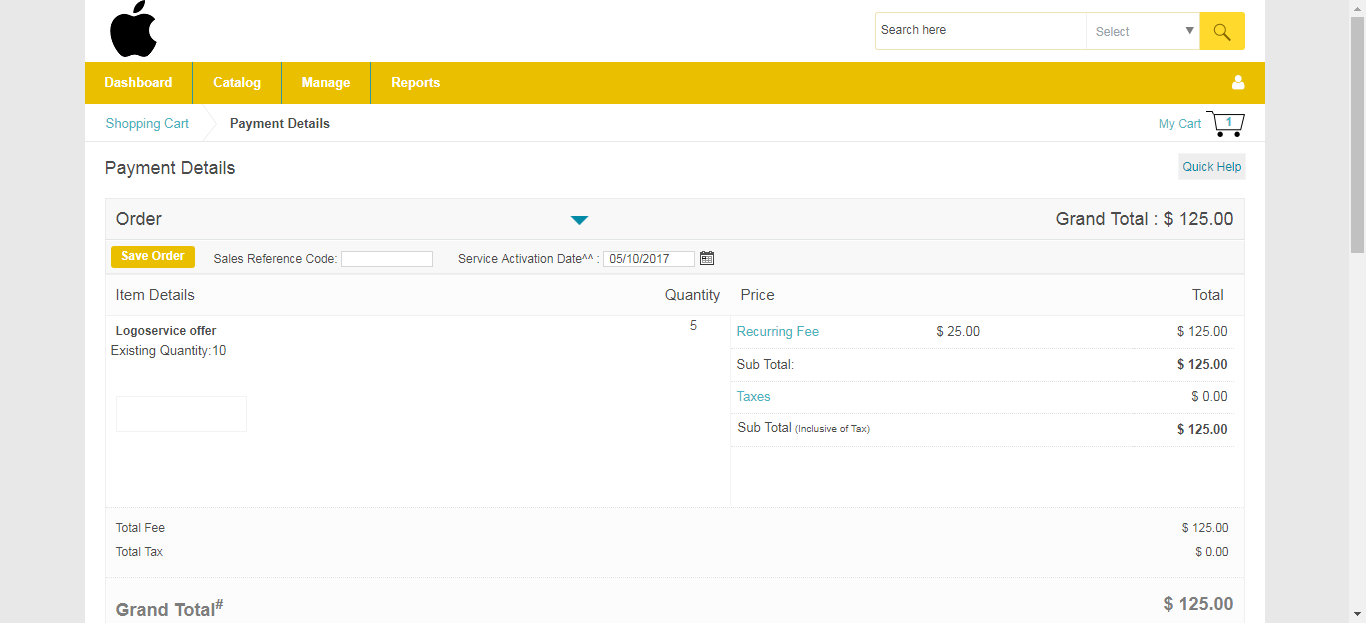 Search here Select ▼
Dashboard Catalog Manage Reports
Shopping Cart Payment Details My Cart 1
Payment Details Quick Help
Order Grand Total : $ 125.00
Save Order Sales Reference Code: Service Activation Date^^ : 05/10/2017
Item Details Quantity Price Total
Logoservice offer 5 Recurring Fee $ 25.00 $ 125.00
Existing Quantity:10
Sub Total: $ 125.00
Taxes $ 0.00
Sub Total (Inclusive of Tax) $ 125.00
Total Fee $ 125.00
Total Tax $ 0.00
Grand Total# $ 125.00